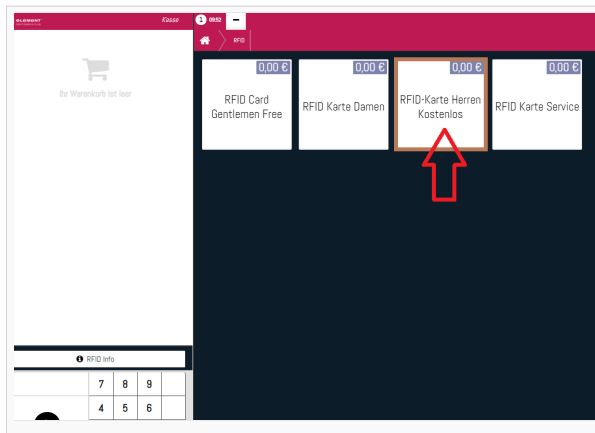 ELEMENT
Kasse
1 09:52
RFID
Ihr Warenkorb ist leer
0,00 €
RFID Card
Gentlemen Free
0,00 €
RFID Karte Damen
0,00 €
RFID-Karte Herren
Kostenlos
0,00 €
RFID Karte Service
RFID Info
7 8 9
4 5 6